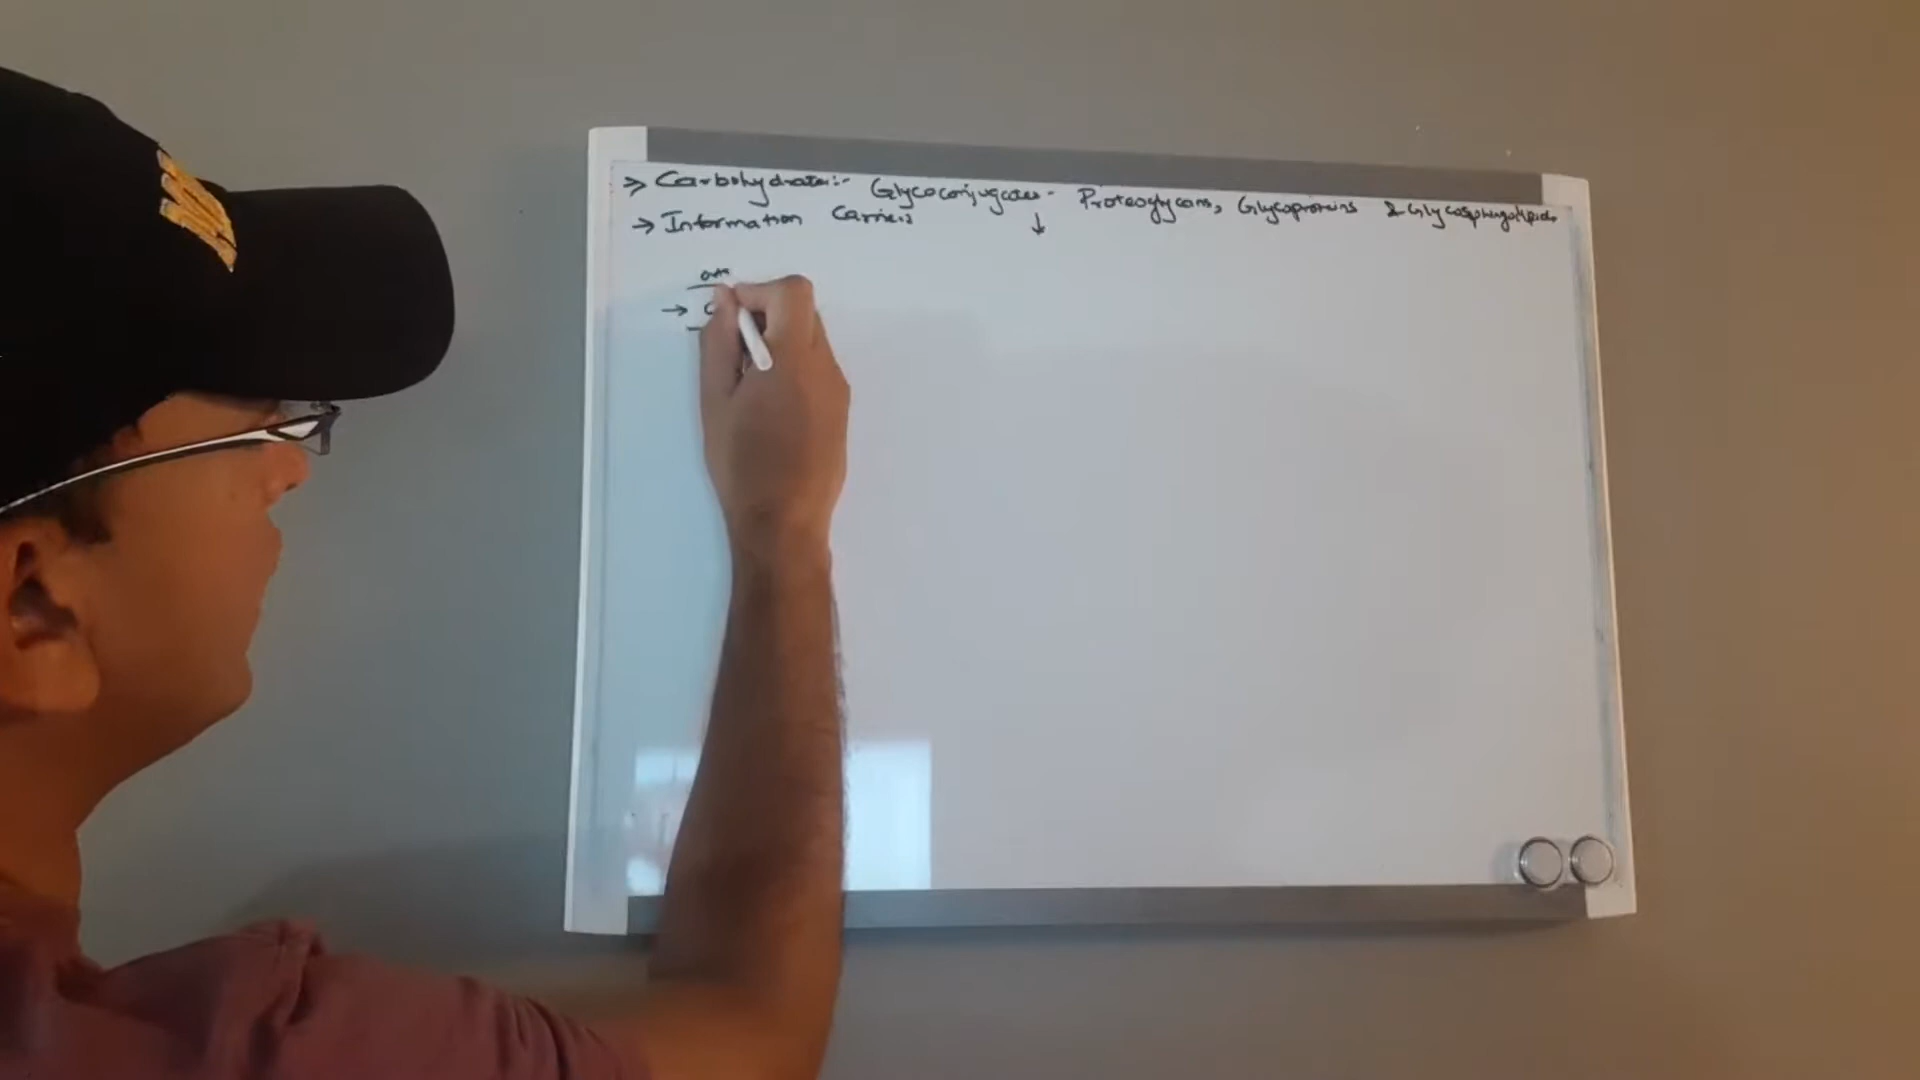 ⇒ Carbohydrates:- Glycoconjugates- Proteoglycans, Glycoproteins & Glycosphingolipids
→ Information Carriers ↓
→ C